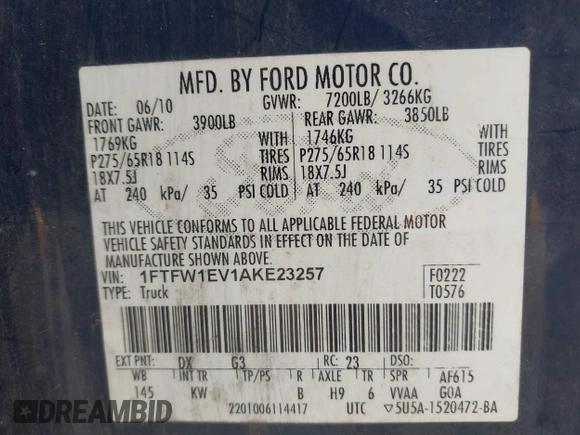 MFD. BY FORD MOTOR CO.
DATE: 06/10 GVWR: 7200LB/ 3266KG
FRONT GAWR: 3900LB REAR GAWR: 3850LB
1769KG WITH 1746KG WITH
P275/65R18 114S TIRES P275/65R18 114S TIRES
18X7.5J RIMS 18X7.5J RIMS
AT 240 kPa/ 35 PSI COLD AT 240 kPa/ 35 PSI COLD
THIS VEHICLE CONFORMS TO ALL APPLICABLE FEDERAL MOTOR
VEHICLE SAFETY STANDARDS IN EFFECT ON THE DATE OF
MANUFACTURE SHOWN ABOVE.
VIN: 1FTFW1EV1AKE23257 F0222
TYPE: Truck T0576
EXT PNT: DX G3 RC: 23 DSO:
WB INT TR TP/PS R AXLE TR SPR AF615
145 KW B H9 6 VVAA G0A
2201006114417 UTC ▽5U5A-1520472-BA
DREAMBID